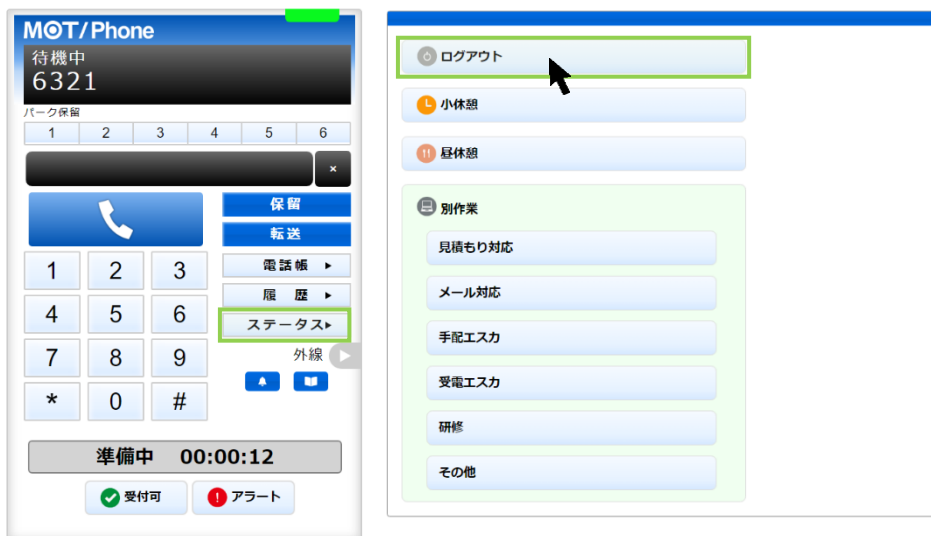 MOT/Phone
待機中
6321
パーク保留
1 2 3 4 5 6
×
保留
転送
1 2 3
電話帳 ▶
履 歴 ▶
4 5 6
ステータス▶
7 8 9
外線
* 0 #
準備中 00:00:12
受付可 アラート
ログアウト
小休憩
昼休憩
別作業
見積もり対応
メール対応
手配エスカ
受電エスカ
研修
その他